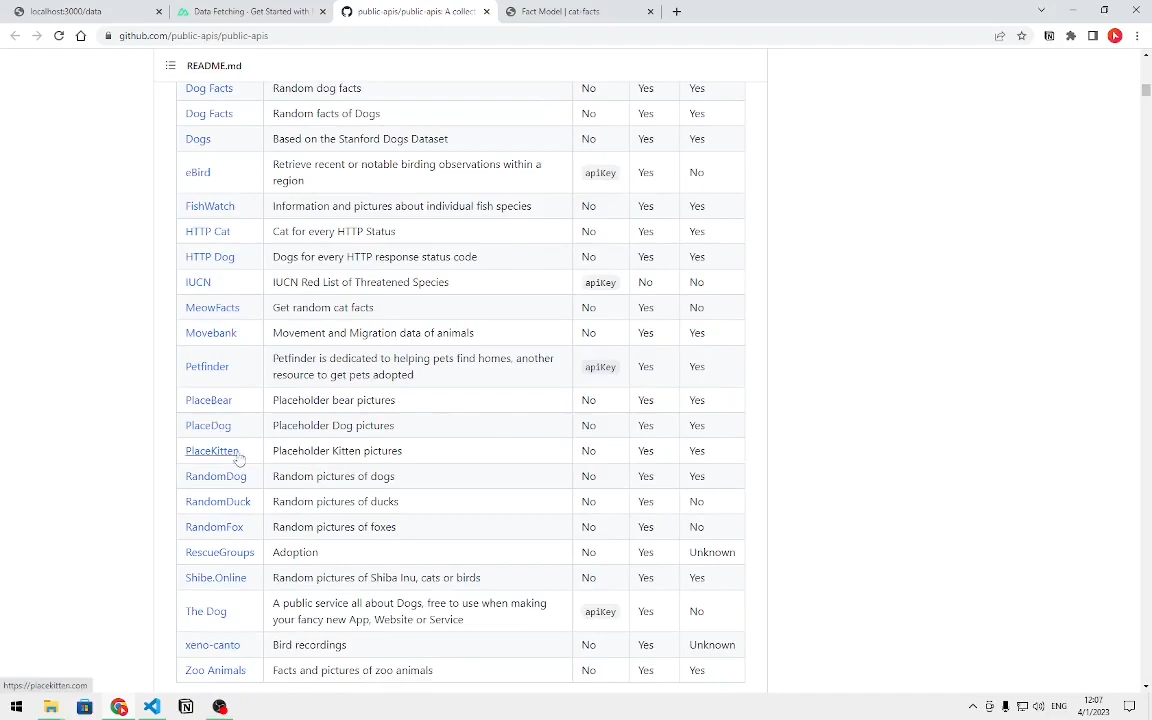 localhost:3000/data
Data Fetching · Get Started with
public-apis/public-apis: A collect
Fact Model | cat-facts
github.com/public-apis/public-apis
README.md
Dog Facts Random dog facts No Yes Yes
Dog Facts Random facts of Dogs No Yes Yes
Dogs Based on the Stanford Dogs Dataset No Yes Yes
eBird Retrieve recent or notable birding observations within a
region apiKey Yes No
FishWatch Information and pictures about individual fish species No Yes Yes
HTTP Cat Cat for every HTTP Status No Yes Yes
HTTP Dog Dogs for every HTTP response status code No Yes Yes
IUCN IUCN Red List of Threatened Species apiKey No No
MeowFacts Get random cat facts No Yes No
Movebank Movement and Migration data of animals No Yes Yes
Petfinder Petfinder is dedicated to helping pets find homes, another
resource to get pets adopted apiKey Yes Yes
PlaceBear Placeholder bear pictures No Yes Yes
PlaceDog Placeholder Dog pictures No Yes Yes
PlaceKitten Placeholder Kitten pictures No Yes Yes
RandomDog Random pictures of dogs No Yes Yes
RandomDuck Random pictures of ducks No Yes No
RandomFox Random pictures of foxes No Yes No
RescueGroups Adoption No Yes Unknown
Shibe.Online Random pictures of Shiba Inu, cats or birds No Yes Yes
The Dog A public service all about Dogs, free to use when making
your fancy new App, Website or Service apiKey Yes No
xeno-canto Bird recordings No Yes Unknown
Zoo Animals Facts and pictures of zoo animals No Yes Yes
https://placekitten.com
ENG
12:07
4/1/2023